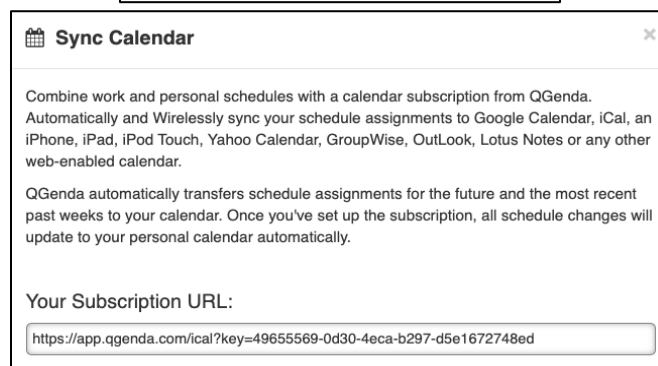 Sync Calendar ×
Combine work and personal schedules with a calendar subscription from QGenda.
Automatically and Wirelessly sync your schedule assignments to Google Calendar, iCal, an
iPhone, iPad, iPod Touch, Yahoo Calendar, GroupWise, OutLook, Lotus Notes or any other
web-enabled calendar.
QGenda automatically transfers schedule assignments for the future and the most recent
past weeks to your calendar. Once you've set up the subscription, all schedule changes will
update to your personal calendar automatically.
Your Subscription URL:
https://app.qgenda.com/ical?key=49655569-0d30-4eca-b297-d5e1672748ed